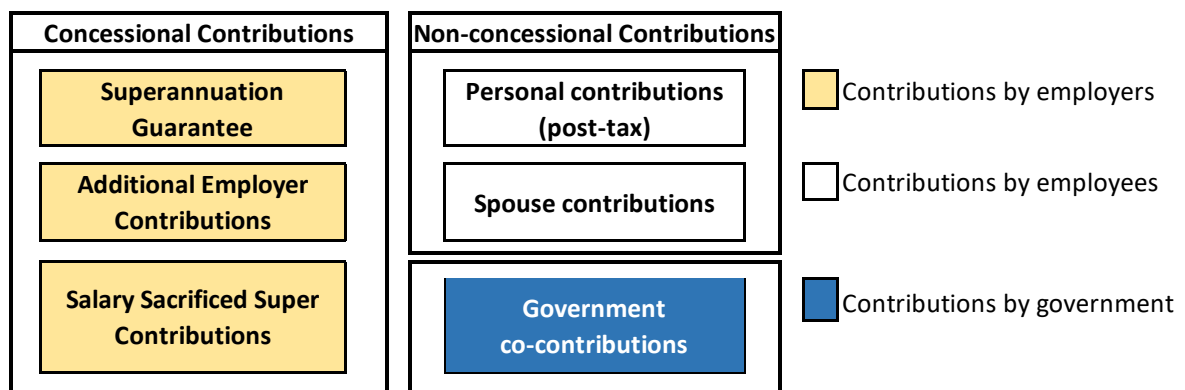 Concessional Contributions
Superannuation
Guarantee
Additional Employer
Contributions
Salary Sacrificed Super
Contributions
Non-concessional Contributions
Personal contributions
(post-tax)
Spouse contributions
Government
co-contributions
Contributions by employers
Contributions by employees
Contributions by government